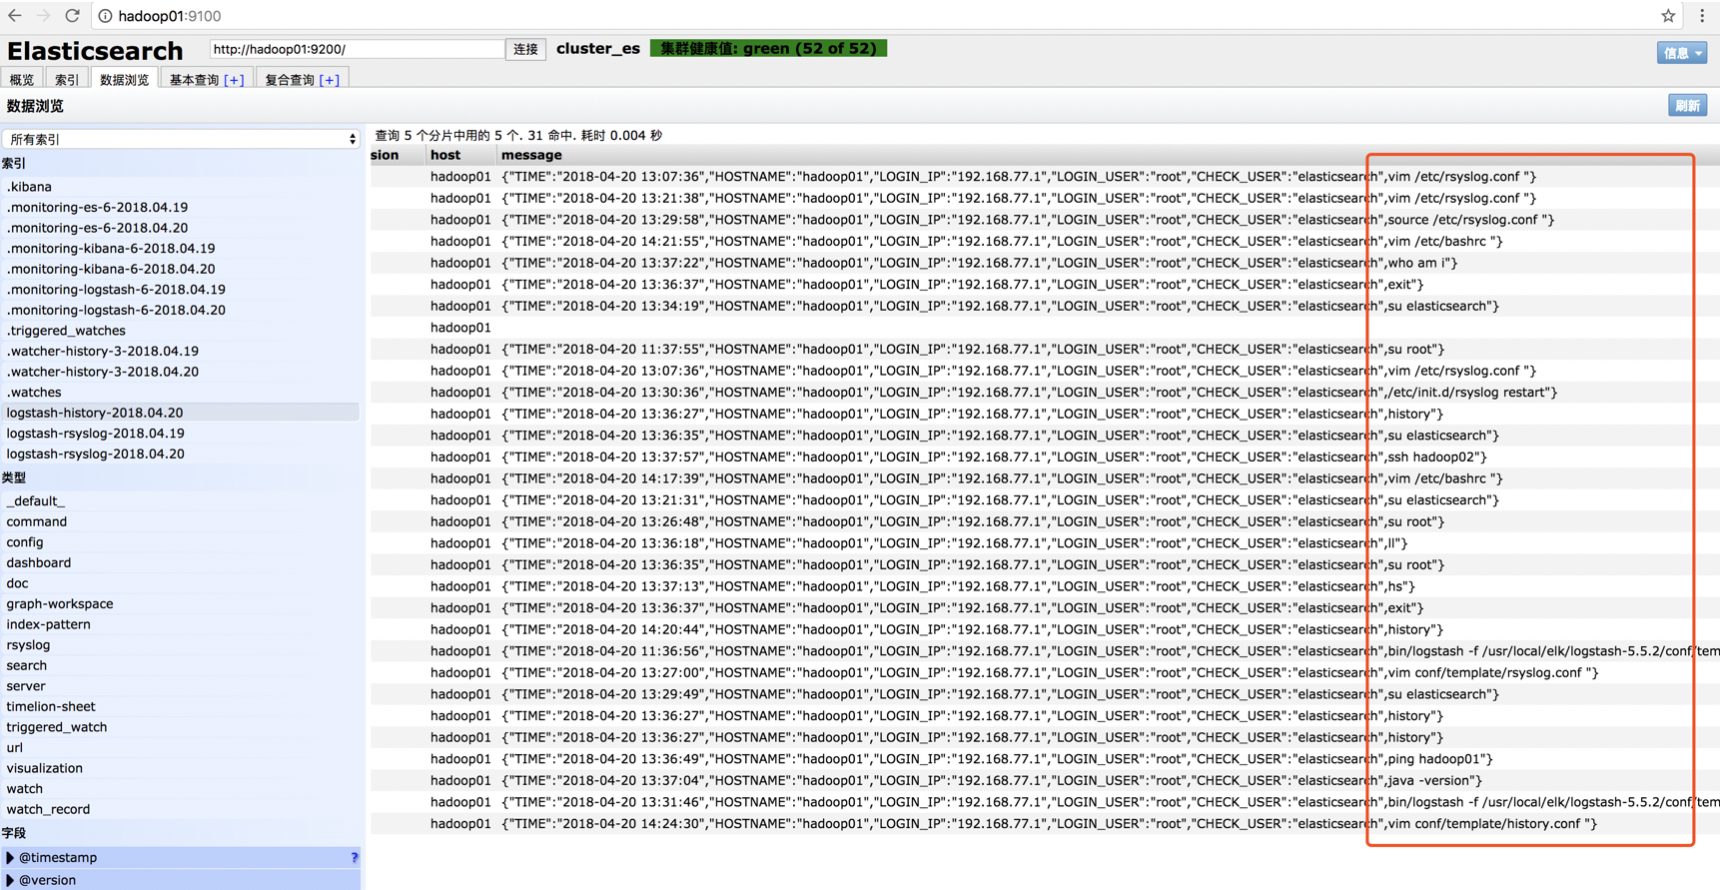 hadoop01:9100
Elasticsearch http://hadoop01:9200/ 连接 cluster_es 集群健康值: green (52 of 52) 信息
概览 索引 数据浏览 基本查询 [+] 复合查询 [+]
数据浏览 刷新
所有索引
索引
.kibana
.monitoring-es-6-2018.04.19
.monitoring-es-6-2018.04.20
.monitoring-kibana-6-2018.04.19
.monitoring-kibana-6-2018.04.20
.monitoring-logstash-6-2018.04.19
.monitoring-logstash-6-2018.04.20
.triggered_watches
.watcher-history-3-2018.04.19
.watcher-history-3-2018.04.20
.watches
logstash-history-2018.04.20
logstash-rsyslog-2018.04.19
logstash-rsyslog-2018.04.20
类型
_default_
command
config
dashboard
doc
graph-workspace
index-pattern
rsyslog
search
server
timelion-sheet
triggered_watch
url
visualization
watch
watch_record
字段
@timestamp ?
@version
查询 5 个分片中用的 5 个. 31 命中. 耗时 0.004 秒
sion host message
hadoop01 {"TIME":"2018-04-20 13:07:36","HOSTNAME":"hadoop01","LOGIN_IP":"192.168.77.1","LOGIN_USER":"root","CHECK_USER":"elasticsearch",vim /etc/rsyslog.conf "}
hadoop01 {"TIME":"2018-04-20 13:21:38","HOSTNAME":"hadoop01","LOGIN_IP":"192.168.77.1","LOGIN_USER":"root","CHECK_USER":"elasticsearch",vim /etc/rsyslog.conf "}
hadoop01 {"TIME":"2018-04-20 13:29:58","HOSTNAME":"hadoop01","LOGIN_IP":"192.168.77.1","LOGIN_USER":"root","CHECK_USER":"elasticsearch",source /etc/rsyslog.conf "}
hadoop01 {"TIME":"2018-04-20 14:21:55","HOSTNAME":"hadoop01","LOGIN_IP":"192.168.77.1","LOGIN_USER":"root","CHECK_USER":"elasticsearch",vim /etc/bashrc "}
hadoop01 {"TIME":"2018-04-20 13:37:22","HOSTNAME":"hadoop01","LOGIN_IP":"192.168.77.1","LOGIN_USER":"root","CHECK_USER":"elasticsearch",who am i"}
hadoop01 {"TIME":"2018-04-20 13:36:37","HOSTNAME":"hadoop01","LOGIN_IP":"192.168.77.1","LOGIN_USER":"root","CHECK_USER":"elasticsearch",exit"}
hadoop01 {"TIME":"2018-04-20 13:34:19","HOSTNAME":"hadoop01","LOGIN_IP":"192.168.77.1","LOGIN_USER":"root","CHECK_USER":"elasticsearch",su elasticsearch"}
hadoop01
hadoop01 {"TIME":"2018-04-20 11:37:55","HOSTNAME":"hadoop01","LOGIN_IP":"192.168.77.1","LOGIN_USER":"root","CHECK_USER":"elasticsearch",su root"}
hadoop01 {"TIME":"2018-04-20 13:07:36","HOSTNAME":"hadoop01","LOGIN_IP":"192.168.77.1","LOGIN_USER":"root","CHECK_USER":"elasticsearch",vim /etc/rsyslog.conf "}
hadoop01 {"TIME":"2018-04-20 13:30:36","HOSTNAME":"hadoop01","LOGIN_IP":"192.168.77.1","LOGIN_USER":"root","CHECK_USER":"elasticsearch",/etc/init.d/rsyslog restart"}
hadoop01 {"TIME":"2018-04-20 13:36:27","HOSTNAME":"hadoop01","LOGIN_IP":"192.168.77.1","LOGIN_USER":"root","CHECK_USER":"elasticsearch",history"}
hadoop01 {"TIME":"2018-04-20 13:36:35","HOSTNAME":"hadoop01","LOGIN_IP":"192.168.77.1","LOGIN_USER":"root","CHECK_USER":"elasticsearch",su elasticsearch"}
hadoop01 {"TIME":"2018-04-20 13:37:57","HOSTNAME":"hadoop01","LOGIN_IP":"192.168.77.1","LOGIN_USER":"root","CHECK_USER":"elasticsearch",ssh hadoop02"}
hadoop01 {"TIME":"2018-04-20 14:17:39","HOSTNAME":"hadoop01","LOGIN_IP":"192.168.77.1","LOGIN_USER":"root","CHECK_USER":"elasticsearch",vim /etc/bashrc "}
hadoop01 {"TIME":"2018-04-20 13:21:31","HOSTNAME":"hadoop01","LOGIN_IP":"192.168.77.1","LOGIN_USER":"root","CHECK_USER":"elasticsearch",su elasticsearch"}
hadoop01 {"TIME":"2018-04-20 13:26:48","HOSTNAME":"hadoop01","LOGIN_IP":"192.168.77.1","LOGIN_USER":"root","CHECK_USER":"elasticsearch",su root"}
hadoop01 {"TIME":"2018-04-20 13:36:18","HOSTNAME":"hadoop01","LOGIN_IP":"192.168.77.1","LOGIN_USER":"root","CHECK_USER":"elasticsearch",ll"}
hadoop01 {"TIME":"2018-04-20 13:36:35","HOSTNAME":"hadoop01","LOGIN_IP":"192.168.77.1","LOGIN_USER":"root","CHECK_USER":"elasticsearch",su root"}
hadoop01 {"TIME":"2018-04-20 13:37:13","HOSTNAME":"hadoop01","LOGIN_IP":"192.168.77.1","LOGIN_USER":"root","CHECK_USER":"elasticsearch",hs"}
hadoop01 {"TIME":"2018-04-20 13:36:37","HOSTNAME":"hadoop01","LOGIN_IP":"192.168.77.1","LOGIN_USER":"root","CHECK_USER":"elasticsearch",exit"}
hadoop01 {"TIME":"2018-04-20 14:20:44","HOSTNAME":"hadoop01","LOGIN_IP":"192.168.77.1","LOGIN_USER":"root","CHECK_USER":"elasticsearch",history"}
hadoop01 {"TIME":"2018-04-20 11:36:56","HOSTNAME":"hadoop01","LOGIN_IP":"192.168.77.1","LOGIN_USER":"root","CHECK_USER":"elasticsearch",bin/logstash -f /usr/local/elk/logstash-5.5.2/conf/tem
hadoop01 {"TIME":"2018-04-20 13:27:00","HOSTNAME":"hadoop01","LOGIN_IP":"192.168.77.1","LOGIN_USER":"root","CHECK_USER":"elasticsearch",vim conf/template/rsyslog.conf "}
hadoop01 {"TIME":"2018-04-20 13:29:49","HOSTNAME":"hadoop01","LOGIN_IP":"192.168.77.1","LOGIN_USER":"root","CHECK_USER":"elasticsearch",su elasticsearch"}
hadoop01 {"TIME":"2018-04-20 13:36:27","HOSTNAME":"hadoop01","LOGIN_IP":"192.168.77.1","LOGIN_USER":"root","CHECK_USER":"elasticsearch",history"}
hadoop01 {"TIME":"2018-04-20 13:36:27","HOSTNAME":"hadoop01","LOGIN_IP":"192.168.77.1","LOGIN_USER":"root","CHECK_USER":"elasticsearch",history"}
hadoop01 {"TIME":"2018-04-20 13:36:49","HOSTNAME":"hadoop01","LOGIN_IP":"192.168.77.1","LOGIN_USER":"root","CHECK_USER":"elasticsearch",ping hadoop01"}
hadoop01 {"TIME":"2018-04-20 13:37:04","HOSTNAME":"hadoop01","LOGIN_IP":"192.168.77.1","LOGIN_USER":"root","CHECK_USER":"elasticsearch",java -version"}
hadoop01 {"TIME":"2018-04-20 13:31:46","HOSTNAME":"hadoop01","LOGIN_IP":"192.168.77.1","LOGIN_USER":"root","CHECK_USER":"elasticsearch",bin/logstash -f /usr/local/elk/logstash-5.5.2/conf/tem
hadoop01 {"TIME":"2018-04-20 14:24:30","HOSTNAME":"hadoop01","LOGIN_IP":"192.168.77.1","LOGIN_USER":"root","CHECK_USER":"elasticsearch",vim conf/template/history.conf "}